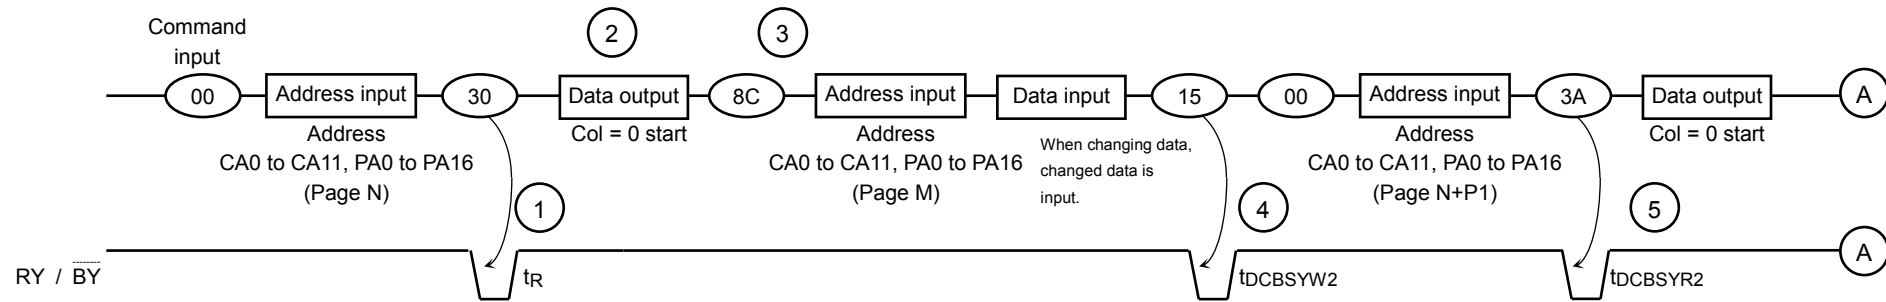 Command
input
2
3
00
Address input
30
Data output
8C
Address input
Data input
15
00
Address input
3A
Data output
A
Address
CA0 to CA11, PA0 to PA16
(Page N)
Col = 0 start
Address
CA0 to CA11, PA0 to PA16
(Page M)
When changing data,
changed data is
input.
Address
CA0 to CA11, PA0 to PA16
(Page N+P1)
Col = 0 start
1
4
5
RY / BY
tR
tDCBSYW2
tDCBSYR2
A